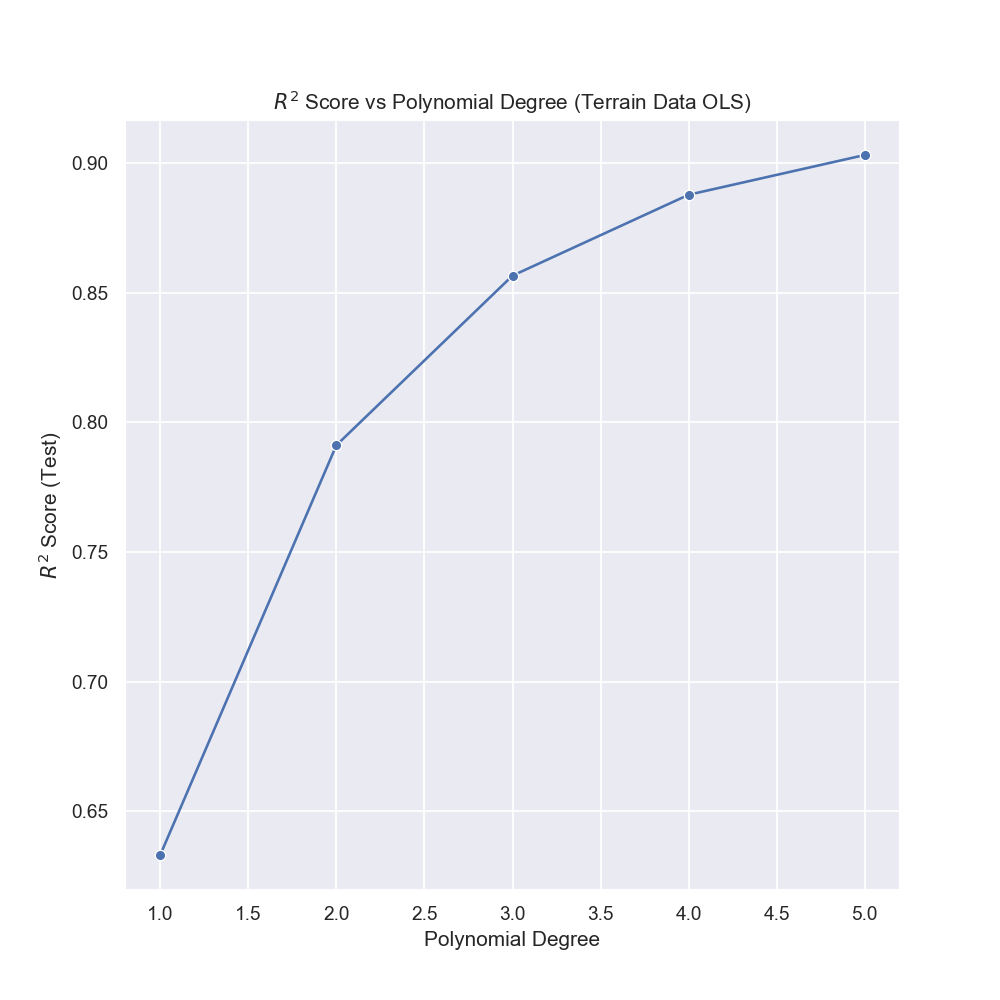 R² Score vs Polynomial Degree (Terrain Data OLS)
R² Score (Test)
0.90
0.85
0.80
0.75
0.70
0.65
1.0 1.5 2.0 2.5 3.0 3.5 4.0 4.5 5.0
Polynomial Degree